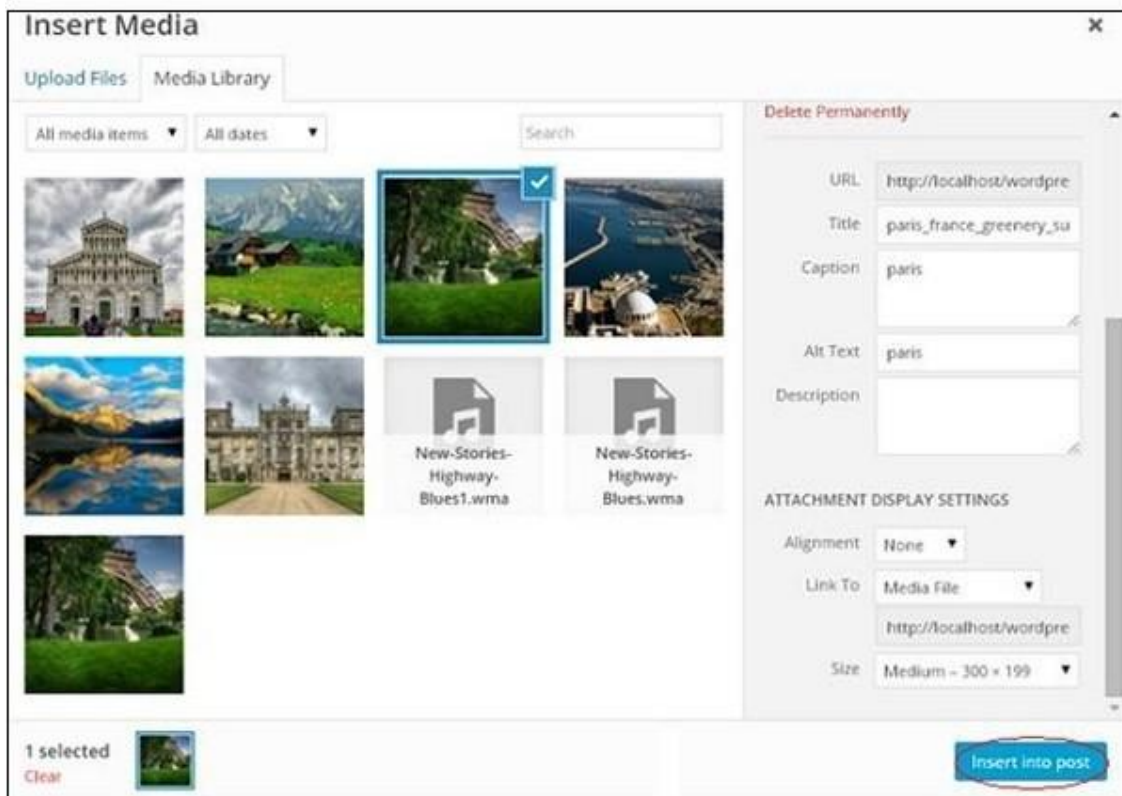 Insert Media
Upload Files
Media Library
All media items
All dates
Search
New-Stories-
Highway-
Blues1.wma
New-Stories-
Highway-
Blues.wma
Delete Permanently
URL
http://localhost/wordpre
Title
paris_france_greenery_su
Caption
paris
Alt Text
paris
Description
ATTACHMENT DISPLAY SETTINGS
Alignment
None
Link To
Media File
http://localhost/wordpre
Size
Medium – 300 × 199
1 selected
Clear
Insert into post